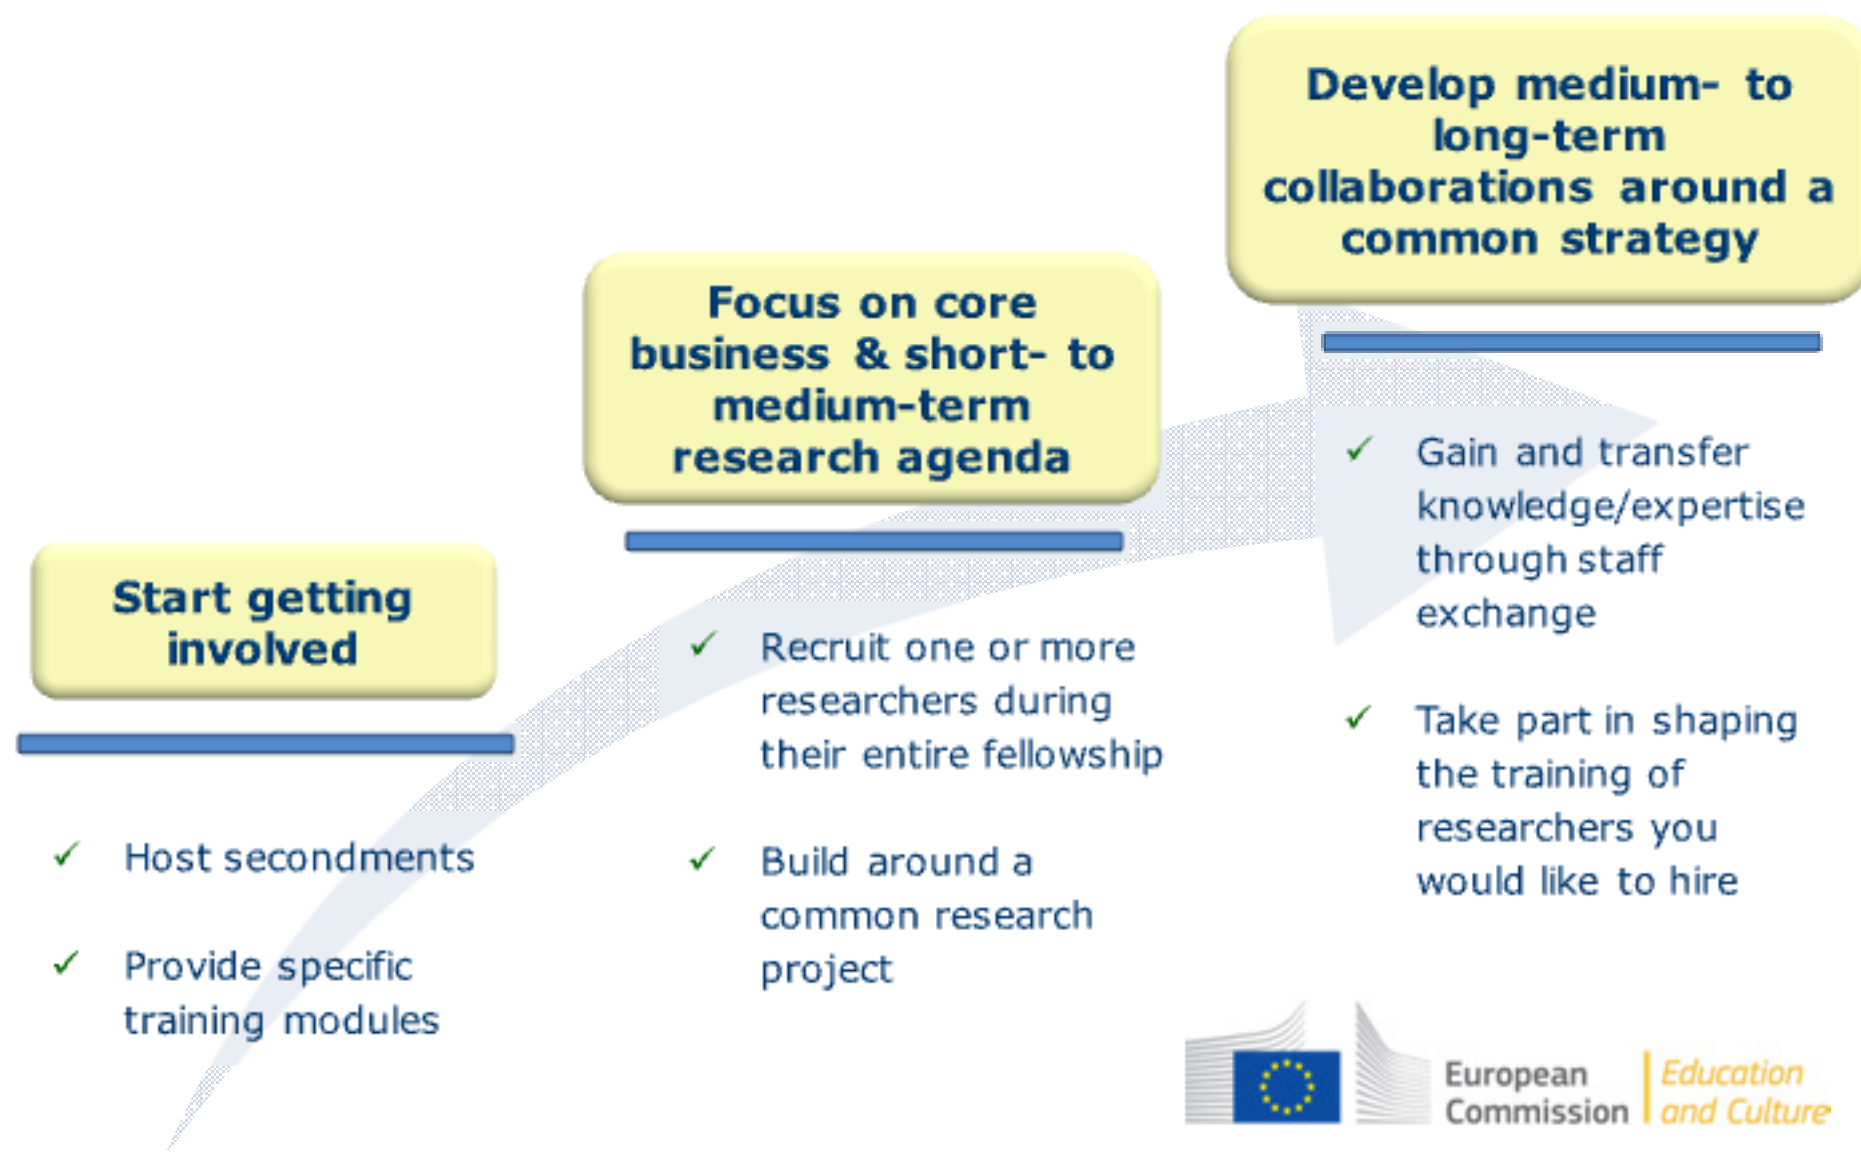 Start getting
involved
✓ Host secondments
✓ Provide specific
training modules
Focus on core
business & short- to
medium-term
research agenda
✓ Recruit one or more
researchers during
their entire fellowship
✓ Build around a
common research
project
Develop medium- to
long-term
collaborations around a
common strategy
✓ Gain and transfer
knowledge/expertise
through staff
exchange
✓ Take part in shaping
the training of
researchers you
would like to hire
European
Commission
Education
and Culture